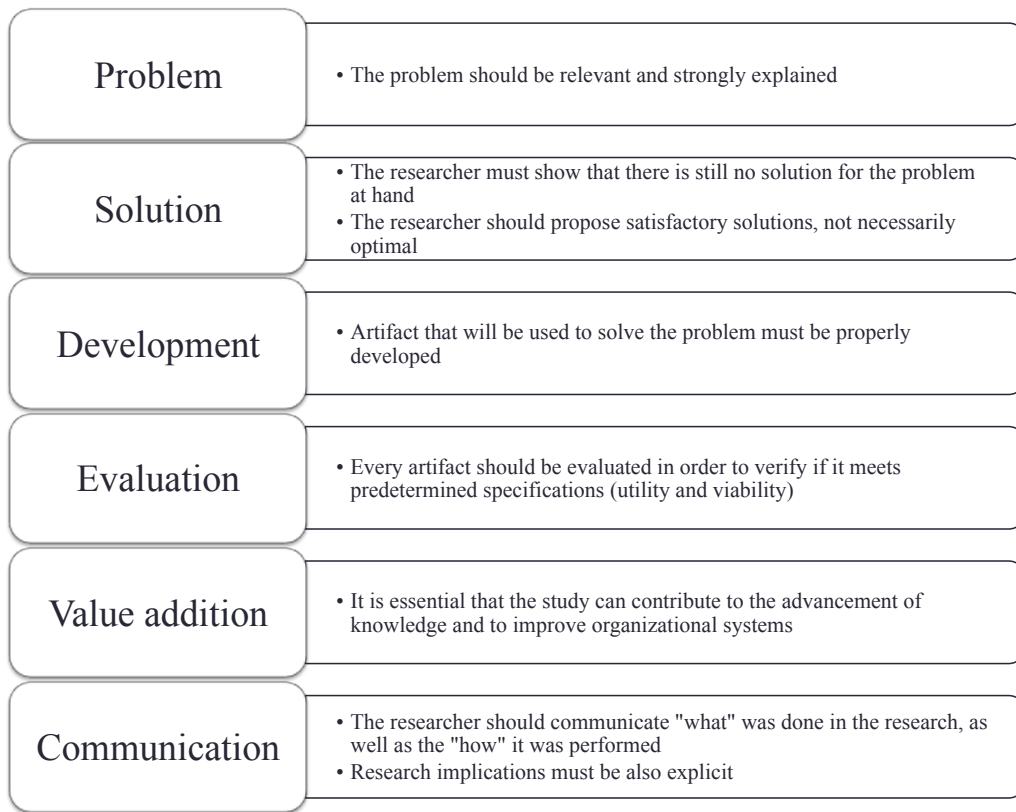 Problem
• The problem should be relevant and strongly explained
Solution
• The researcher must show that there is still no solution for the problem
at hand
• The researcher should propose satisfactory solutions, not necessarily
optimal
Development
• Artifact that will be used to solve the problem must be properly
developed
Evaluation
• Every artifact should be evaluated in order to verify if it meets
predetermined specifications (utility and viability)
Value addition
• It is essential that the study can contribute to the advancement of
knowledge and to improve organizational systems
Communication
• The researcher should communicate "what" was done in the research, as
well as the "how" it was performed
• Research implications must be also explicit